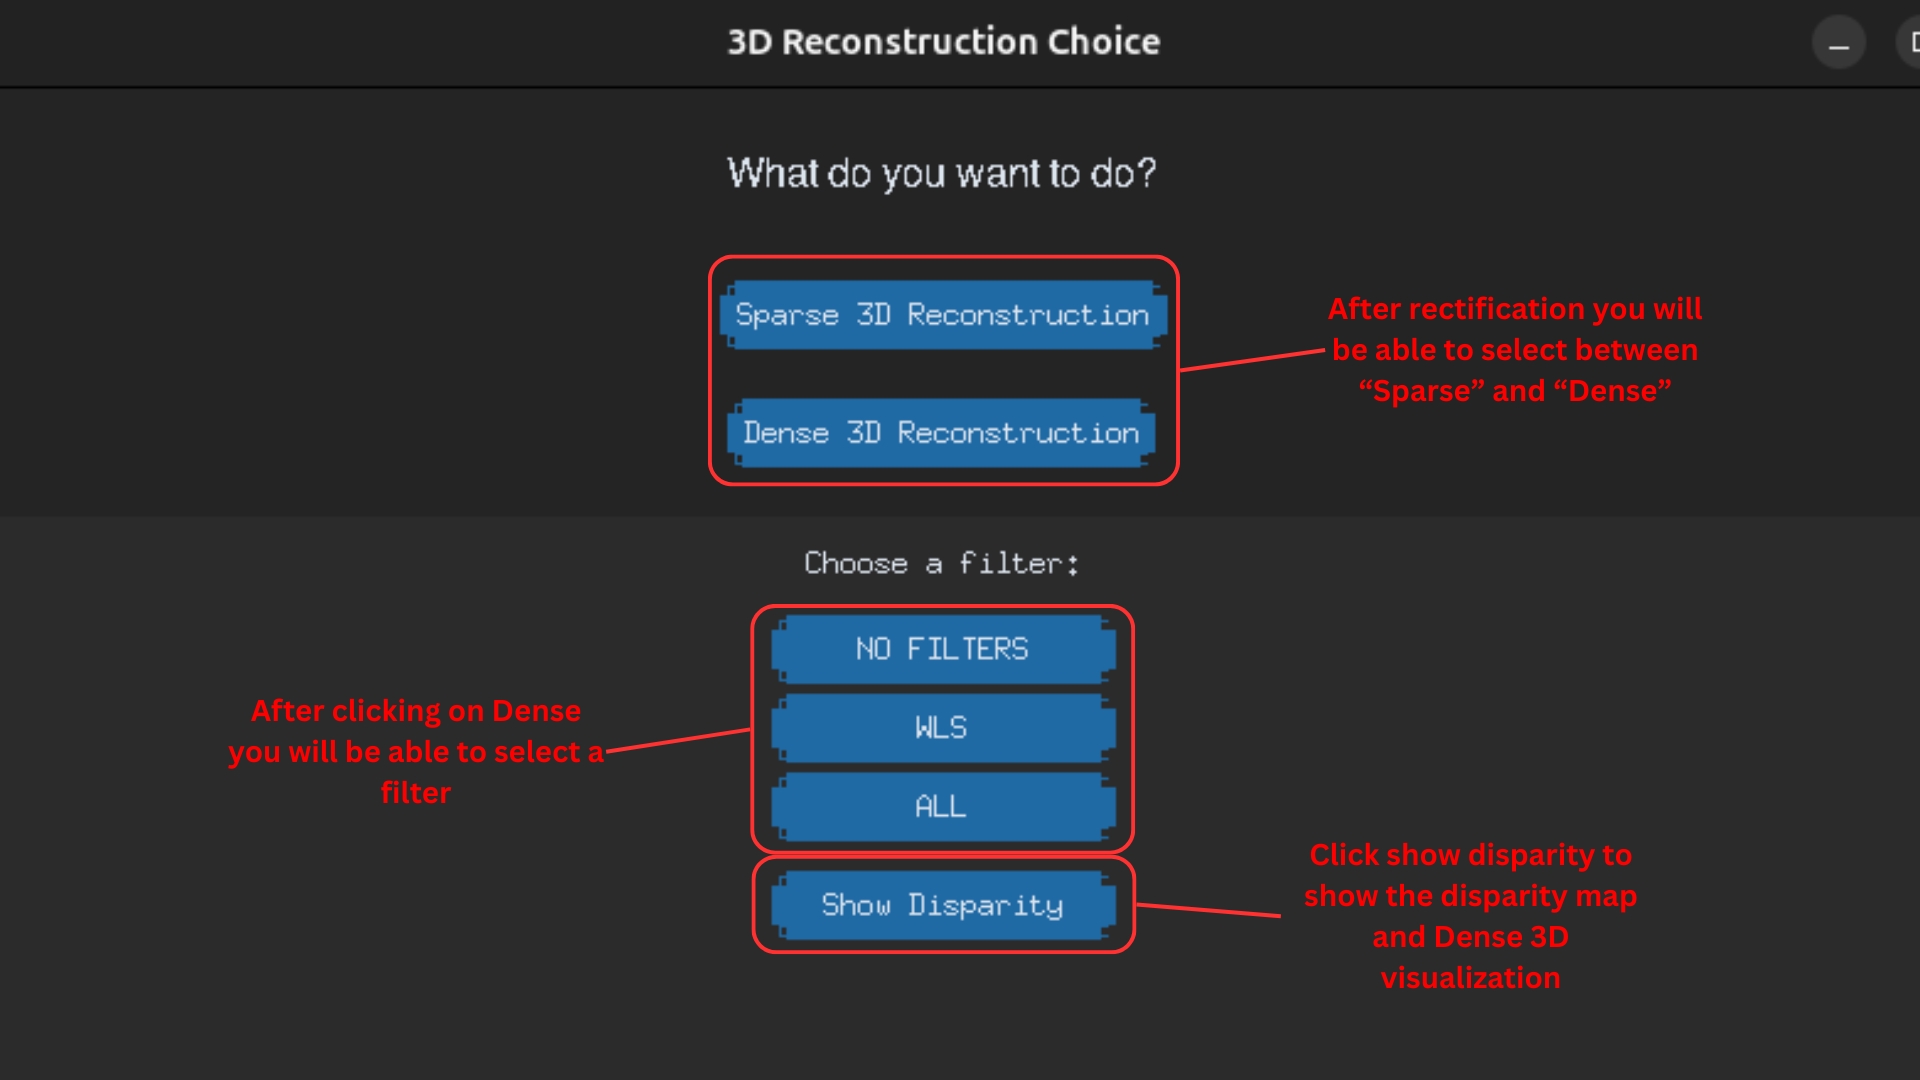 3D Reconstruction Choice
What do you want to do?
Sparse 3D Reconstruction
Dense 3D Reconstruction
After rectification you will
be able to select between
“Sparse” and “Dense”
Choose a filter:
NO FILTERS
WLS
ALL
After clicking on Dense
you will be able to select a
filter
Show Disparity
Click show disparity to
show the disparity map
and Dense 3D
visualization